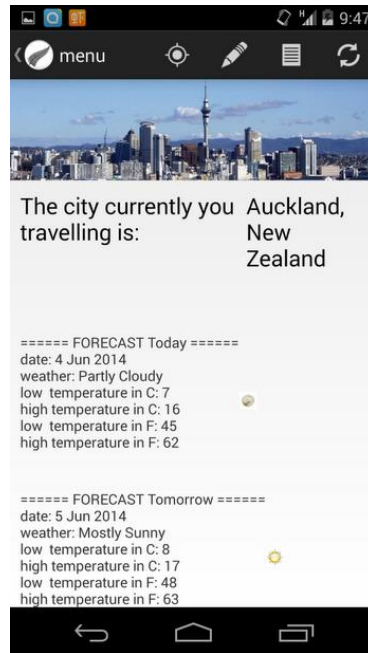 9:47
menu
The city currently you Auckland,
travelling is: New
Zealand
====== FORECAST Today ======
date: 4 Jun 2014
weather: Partly Cloudy
low  temperature in C: 7
high temperature in C: 16
low  temperature in F: 45
high temperature in F: 62
====== FORECAST Tomorrow ======
date: 5 Jun 2014
weather: Mostly Sunny
low  temperature in C: 8
high temperature in C: 17
low  temperature in F: 48
high temperature in F: 63